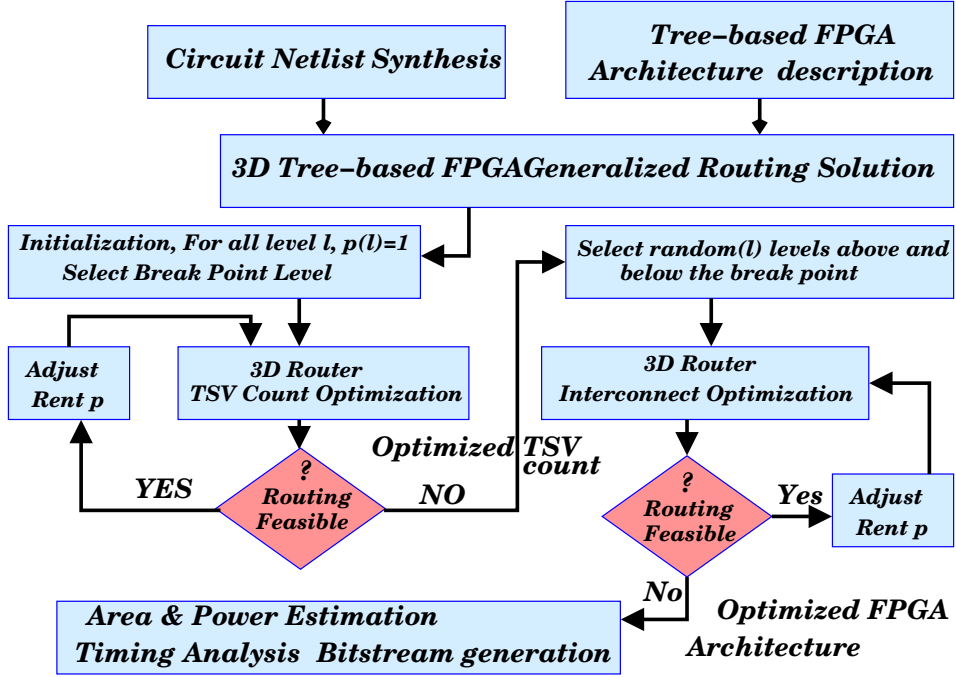 Circuit Netlist Synthesis
Tree-based FPGA
Architecture description
3D Tree-based FPGAGeneralized Routing Solution
Initialization, For all level l, p(l)=1
Select Break Point Level
Select random(l) levels above and
below the break point
Adjust
Rent p
3D Router
TSV Count Optimization
3D Router
Interconnect Optimization
Optimized TSV
count
YES
?
Routing
Feasible
NO
?
Routing
Feasible
Yes
Adjust
Rent p
No
Area & Power Estimation
Timing Analysis Bitstream generation
Optimized FPGA
Architecture